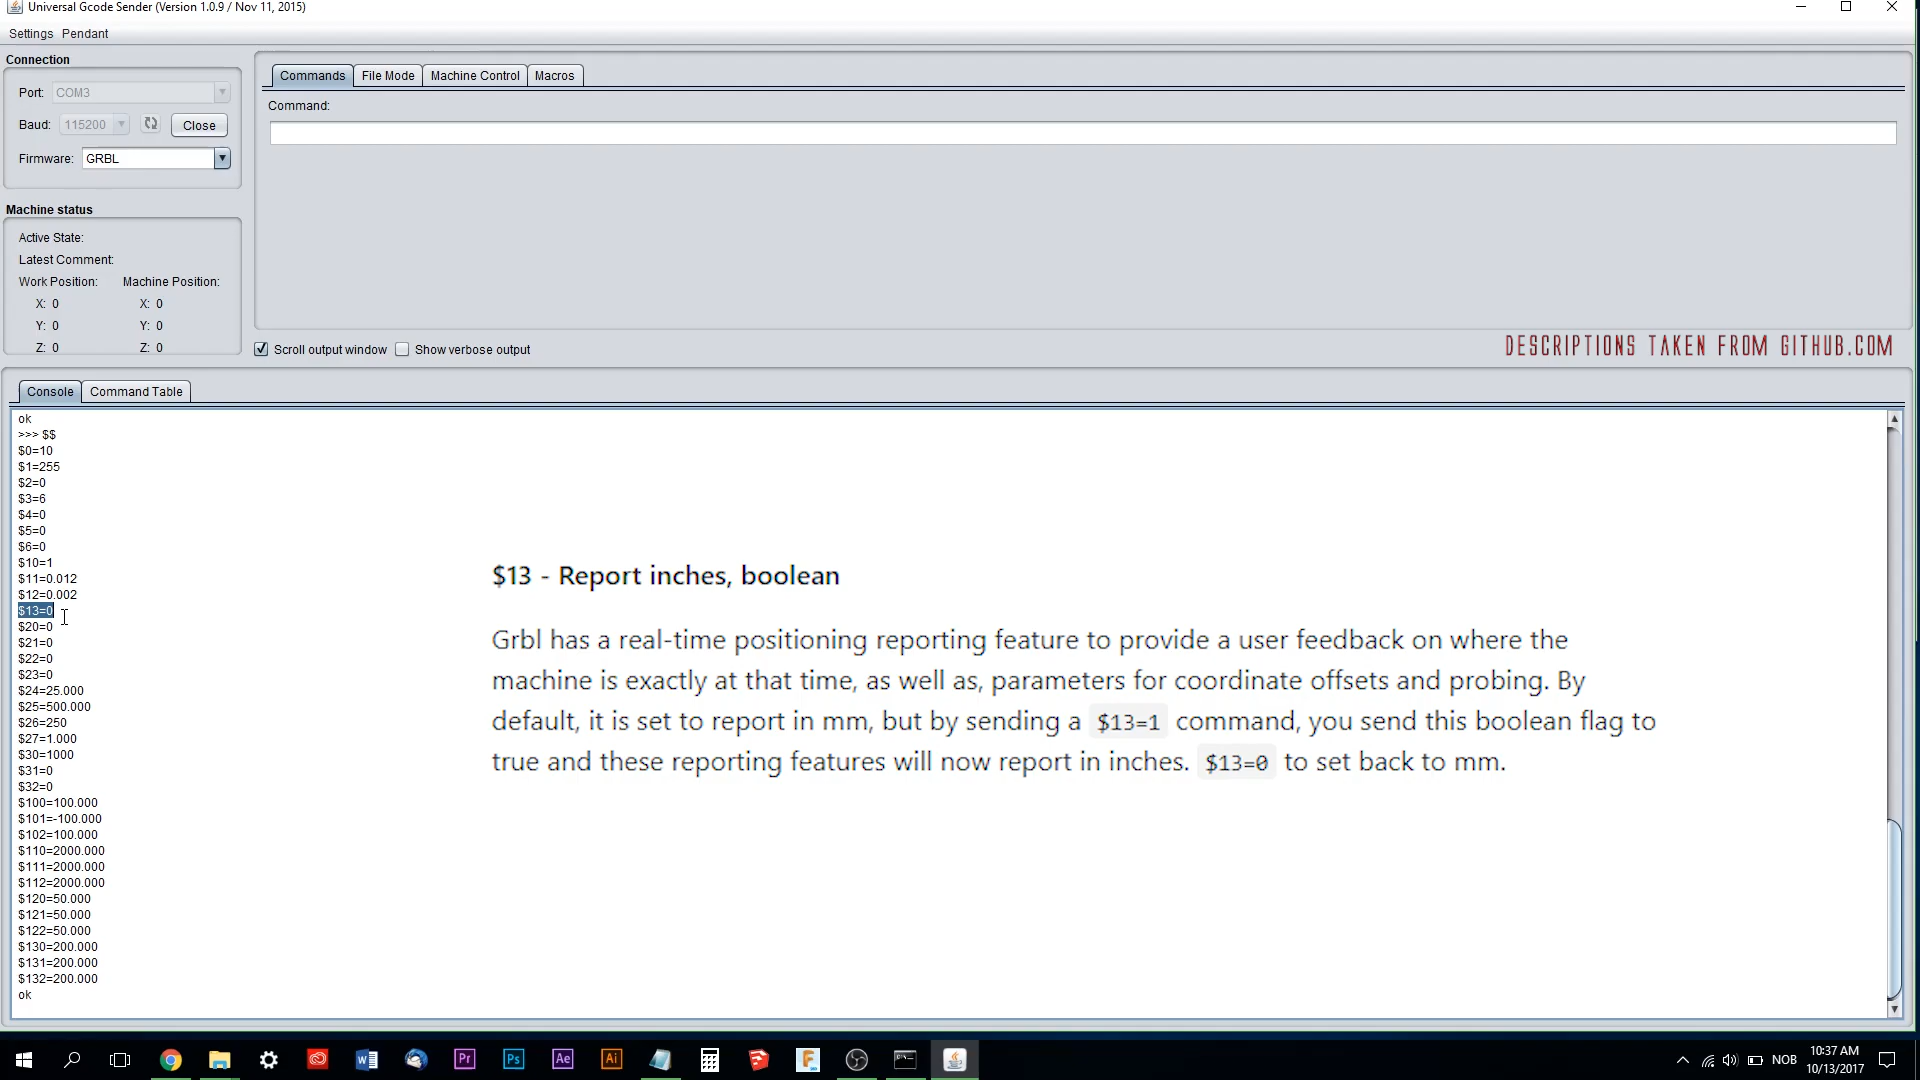 Universal Gcode Sender (Version 1.0.9 / Nov 11, 2015)
Settings Pendant
Connection
Port: COM3
Baud: 115200 Close
Firmware: GRBL
Machine status
Active State:
Latest Comment:
Work Position: Machine Position:
X: 0 X: 0
Y: 0 Y: 0
Z: 0 Z: 0
Commands File Mode Machine Control Macros
Command:
Scroll output window Show verbose output
DESCRIPTIONS TAKEN FROM GITHUB.COM
Console Command Table
ok
>>> $$
$0=10
$1=255
$2=0
$3=6
$4=0
$5=0
$6=0
$10=1
$11=0.012
$12=0.002
$13=0
$20=0
$21=0
$22=0
$23=0
$24=25.000
$25=500.000
$26=250
$27=1.000
$30=1000
$31=0
$32=0
$100=100.000
$101=-100.000
$102=100.000
$110=2000.000
$111=2000.000
$112=2000.000
$120=50.000
$121=50.000
$122=50.000
$130=200.000
$131=200.000
$132=200.000
ok
$13 - Report inches, boolean
Grbl has a real-time positioning reporting feature to provide a user feedback on where the
machine is exactly at that time, as well as, parameters for coordinate offsets and probing. By
default, it is set to report in mm, but by sending a $13=1 command, you send this boolean flag to
true and these reporting features will now report in inches. $13=0 to set back to mm.
Pr Ps Ae Ai
NOB
10:37 AM
10/13/2017